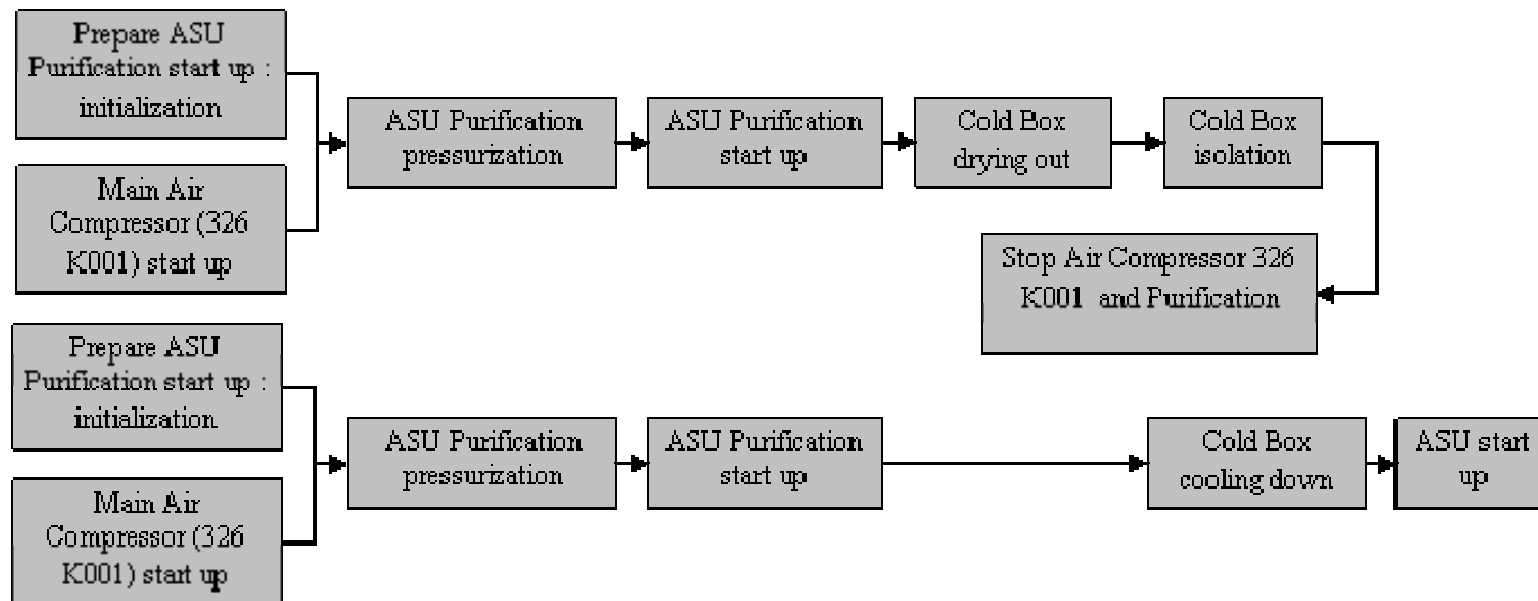 Prepare ASU
Purification start up :
initialization
Main Air
Compressor (326
K001) start up
ASU Purification
pressurization
ASU Purification
start up
Cold Box
drying out
Cold Box
isolation
Stop Air Compressor 326
K001 and Purification
Prepare ASU
Purification start up :
initialization
Main Air
Compressor (326
K001) start up
ASU Purification
pressurization
ASU Purification
start up
Cold Box
cooling down
ASU start
up